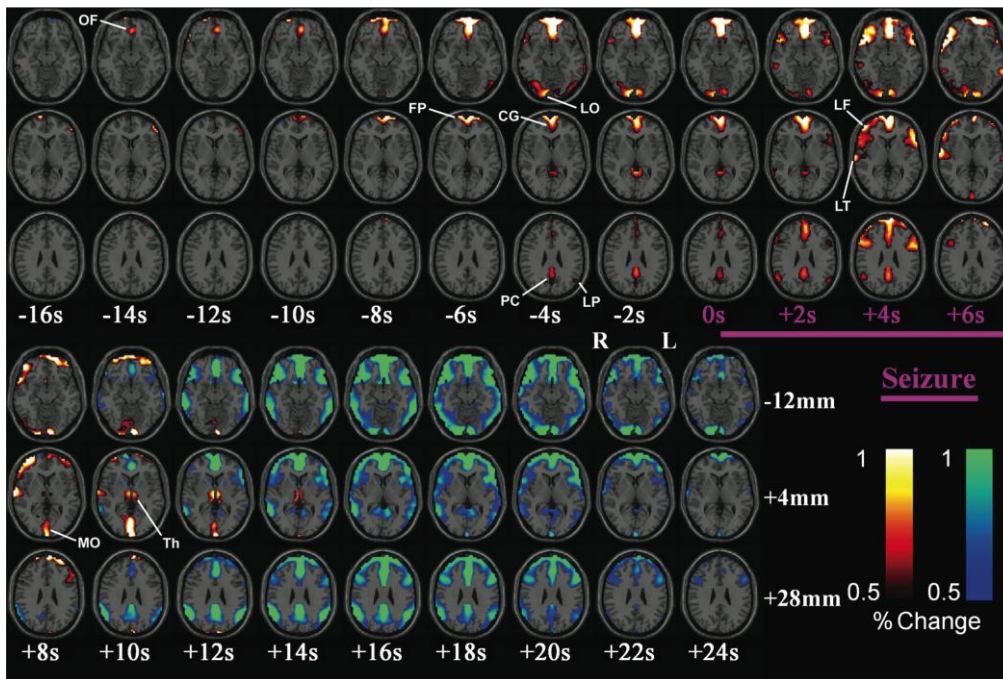 OF
FP
CG
LO
LF
LT
PC
LP
-16s -14s -12s -10s -8s -6s -4s -2s 0s +2s +4s +6s
R L
Seizure
-12mm
+4mm
+28mm
MO
Th
1 1
0.5 0.5
% Change
+8s +10s +12s +14s +16s +18s +20s +22s +24s